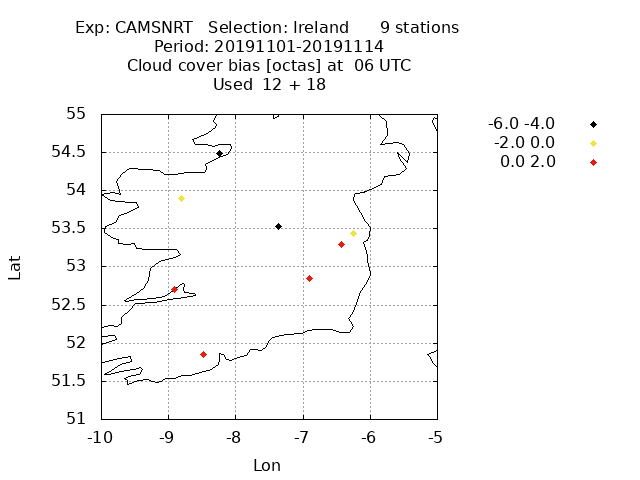 Exp: CAMSNRT   Selection: Ireland      9 stations
Period: 20191101-20191114
Cloud cover bias [octas] at  06 UTC
Used  12 + 18
-6.0 -4.0
-2.0 0.0
0.0 2.0
55
54.5
54
53.5
53
52.5
52
51.5
51
Lat
-10 -9 -8 -7 -6 -5
Lon